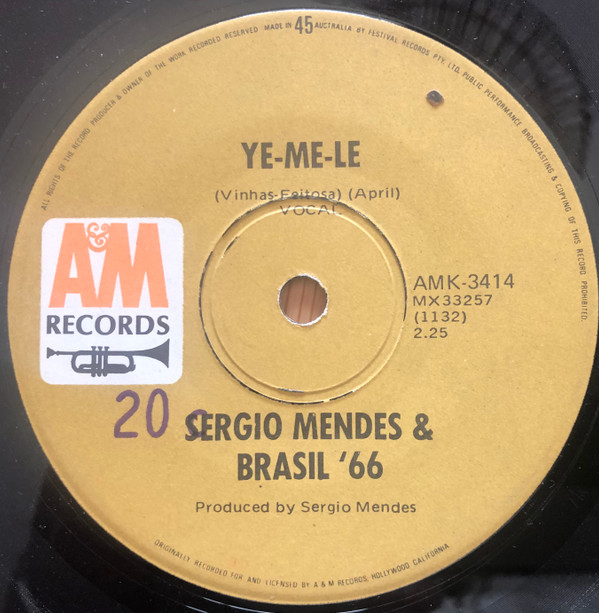 ALL RIGHTS OF THE RECORD PRODUCER & OWNER OF THE WORK RECORDED RESERVED MADE IN 45 AUSTRALIA BY FESTIVAL RECORDS PTY. LTD. PUBLIC PERFORMANCE BROADCASTING & COPYING OF THIS RECORD PROHIBITED.
YE-ME-LE
(Vinhas-Feitosa) (April)
VOCAL
A&M
RECORDS
AMK-3414
MX33257
(1132)
2.25
20 c
SERGIO MENDES &
BRASIL '66
Produced by Sergio Mendes
ORIGINALLY RECORDED FOR AND LICENSED BY A & M RECORDS, HOLLYWOOD CALIFORNIA.